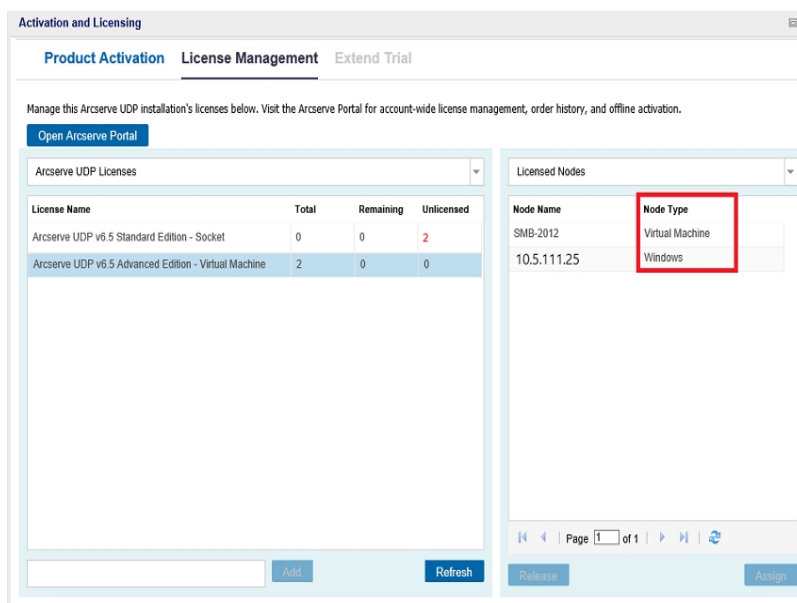 Activation and Licensing
Product Activation License Management Extend Trial
Manage this Arcserve UDP installation's licenses below. Visit the Arcserve Portal for account-wide license management, order history, and offline activation.
Open Arcserve Portal
Arcserve UDP Licenses
License Name Total Remaining Unlicensed
Arcserve UDP v6.5 Standard Edition - Socket 0 0 2
Arcserve UDP v6.5 Advanced Edition - Virtual Machine 2 0 0
Add Refresh
Licensed Nodes
Node Name Node Type
SMB-2012 Virtual Machine
10.5.111.25 Windows
Page 1 of 1
Release Assign